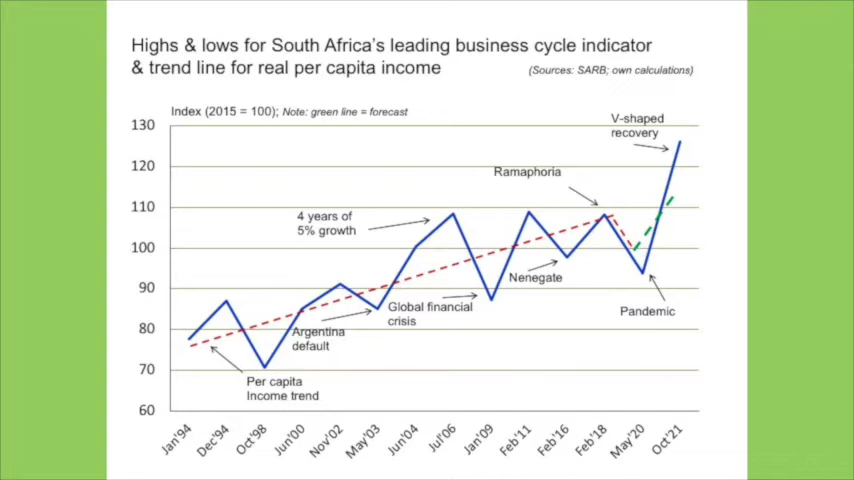 Highs & lows for South Africa's leading business cycle indicator
& trend line for real per capita income
(Sources: SARB; own calculations)
Index (2015 = 100); Note: green line = forecast
130
120
110
100
90
80
70
60
V-shaped
recovery
Ramaphoria
4 years of
5% growth
Nenegate
Global financial
crisis
Pandemic
Argentina
default
Per capita
Income trend
Jan'94
Dec'94
Oct'98
Jun'00
Nov'02
May'03
Jun'04
Jul'06
Jan'09
Feb'11
Feb'16
Feb'18
May'20
Oct'21